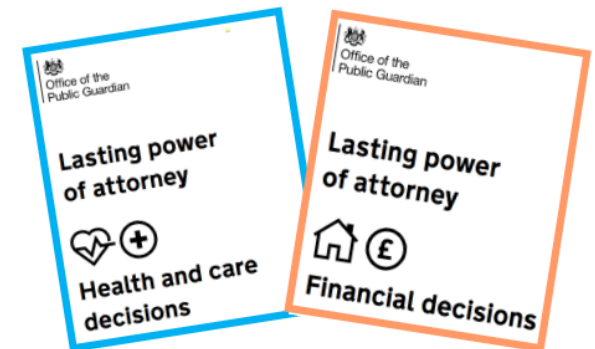 Office of the
Public Guardian
Lasting power
of attorney
Health and care
decisions
Office of the
Public Guardian
Lasting power
of attorney
£
Financial decisions